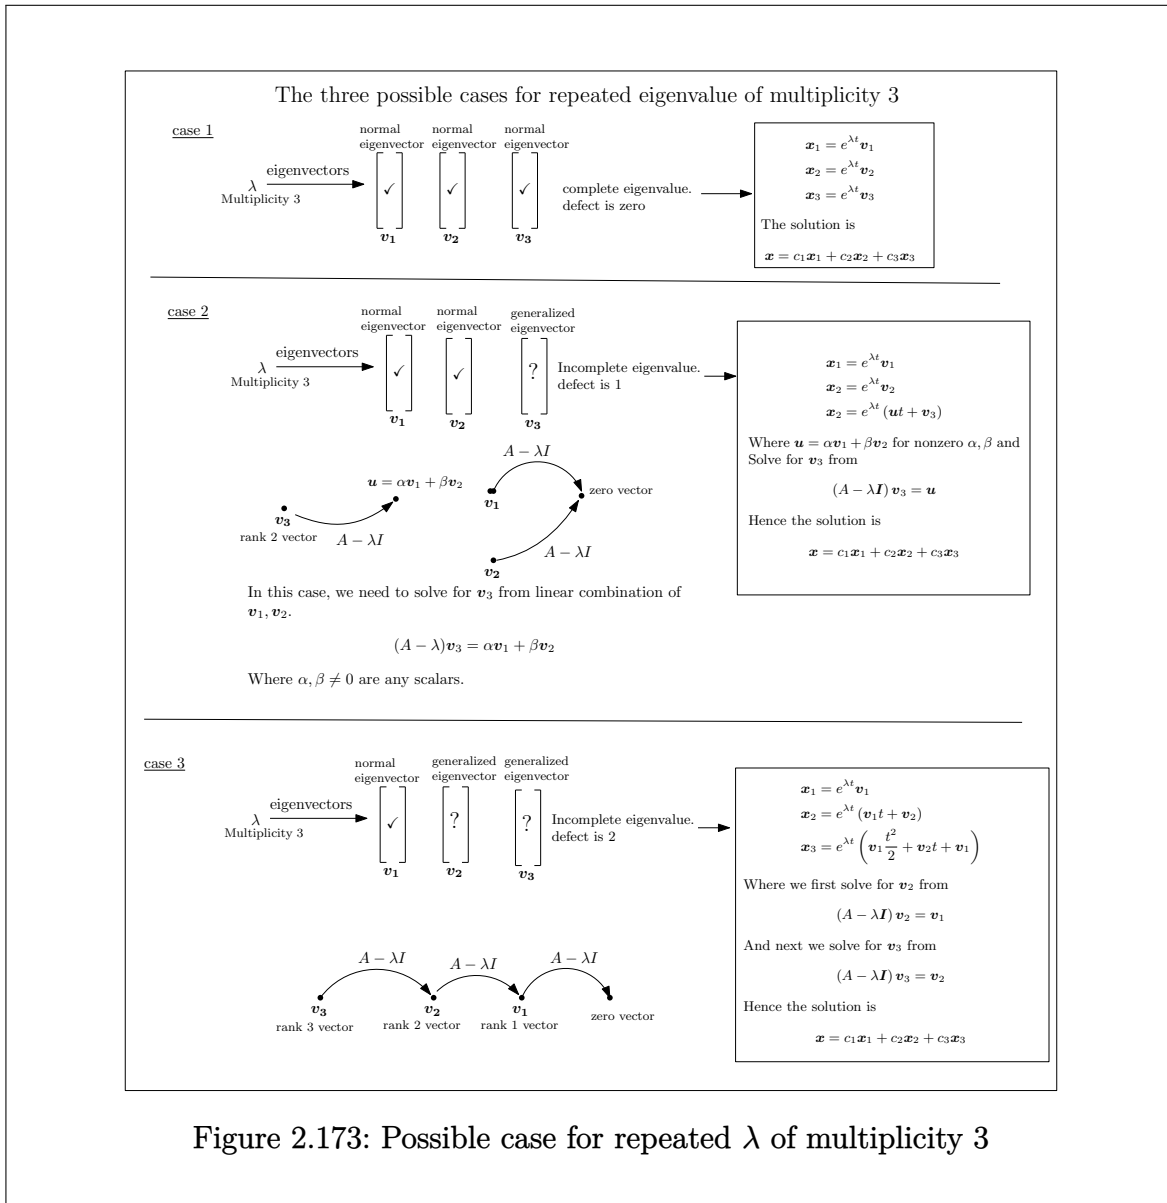 The three possible cases for repeated eigenvalue of multiplicity 3
case 1
normal eigenvector
normal eigenvector
normal eigenvector
λ
Multiplicity 3
eigenvectors
✓ ✓ ✓
v₁ v₂ v₃
complete eigenvalue.
defect is zero
x₁ = e^{λt} v₁
x₂ = e^{λt} v₂
x₃ = e^{λt} v₃
The solution is
x = c₁x₁ + c₂x₂ + c₃x₃
case 2
normal eigenvector
normal eigenvector
generalized eigenvector
λ
Multiplicity 3
eigenvectors
✓ ✓ ?
v₁ v₂ v₃
Incomplete eigenvalue.
defect is 1
x₁ = e^{λt} v₁
x₂ = e^{λt} v₂
x₂ = e^{λt} (ut + v₃)
Where u = αv₁ + βv₂ for nonzero α, β and
Solve for v₃ from
(A − λI) v₃ = u
Hence the solution is
x = c₁x₁ + c₂x₂ + c₃x₃
v₃
rank 2 vector
A − λI
u = αv₁ + βv₂
v₁
A − λI
zero vector
v₂
A − λI
In this case, we need to solve for v₃ from linear combination of
v₁, v₂.
(A − λ)v₃ = αv₁ + βv₂
Where α, β ≠ 0 are any scalars.
case 3
normal eigenvector
generalized eigenvector
generalized eigenvector
λ
Multiplicity 3
eigenvectors
✓ ? ?
v₁ v₂ v₃
Incomplete eigenvalue.
defect is 2
x₁ = e^{λt} v₁
x₂ = e^{λt} (v₁t + v₂)
x₃ = e^{λt} (v₁ t²/2 + v₂t + v₁)
Where we first solve for v₂ from
(A − λI) v₂ = v₁
And next we solve for v₃ from
(A − λI) v₃ = v₂
Hence the solution is
x = c₁x₁ + c₂x₂ + c₃x₃
A − λI A − λI A − λI
v₃ v₂ v₁
rank 3 vector rank 2 vector rank 1 vector zero vector
Figure 2.173: Possible case for repeated λ of multiplicity 3